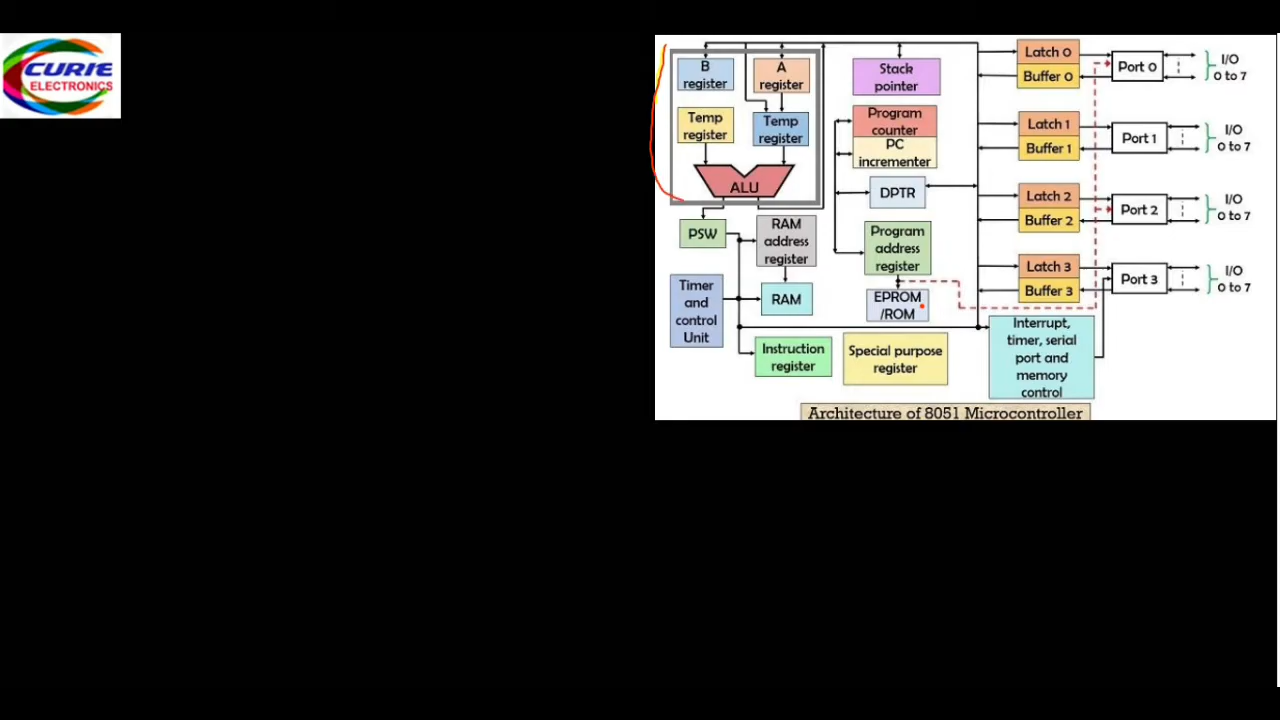 CURIE
ELECTRONICS
B
register
A
register
Temp
register
Temp
register
ALU
PSW
RAM
address
register
RAM
Timer
and
control
Unit
Instruction
register
Stack
pointer
Program
counter
PC
incrementer
DPTR
Program
address
register
EPROM
/ROM
Special purpose
register
Latch 0
Buffer 0
Port 0
I/O
0 to 7
Latch 1
Buffer 1
Port 1
I/O
0 to 7
Latch 2
Buffer 2
Port 2
I/O
0 to 7
Latch 3
Buffer 3
Port 3
I/O
0 to 7
Interrupt,
timer, serial
port and
memory
control
Architecture of 8051 Microcontroller